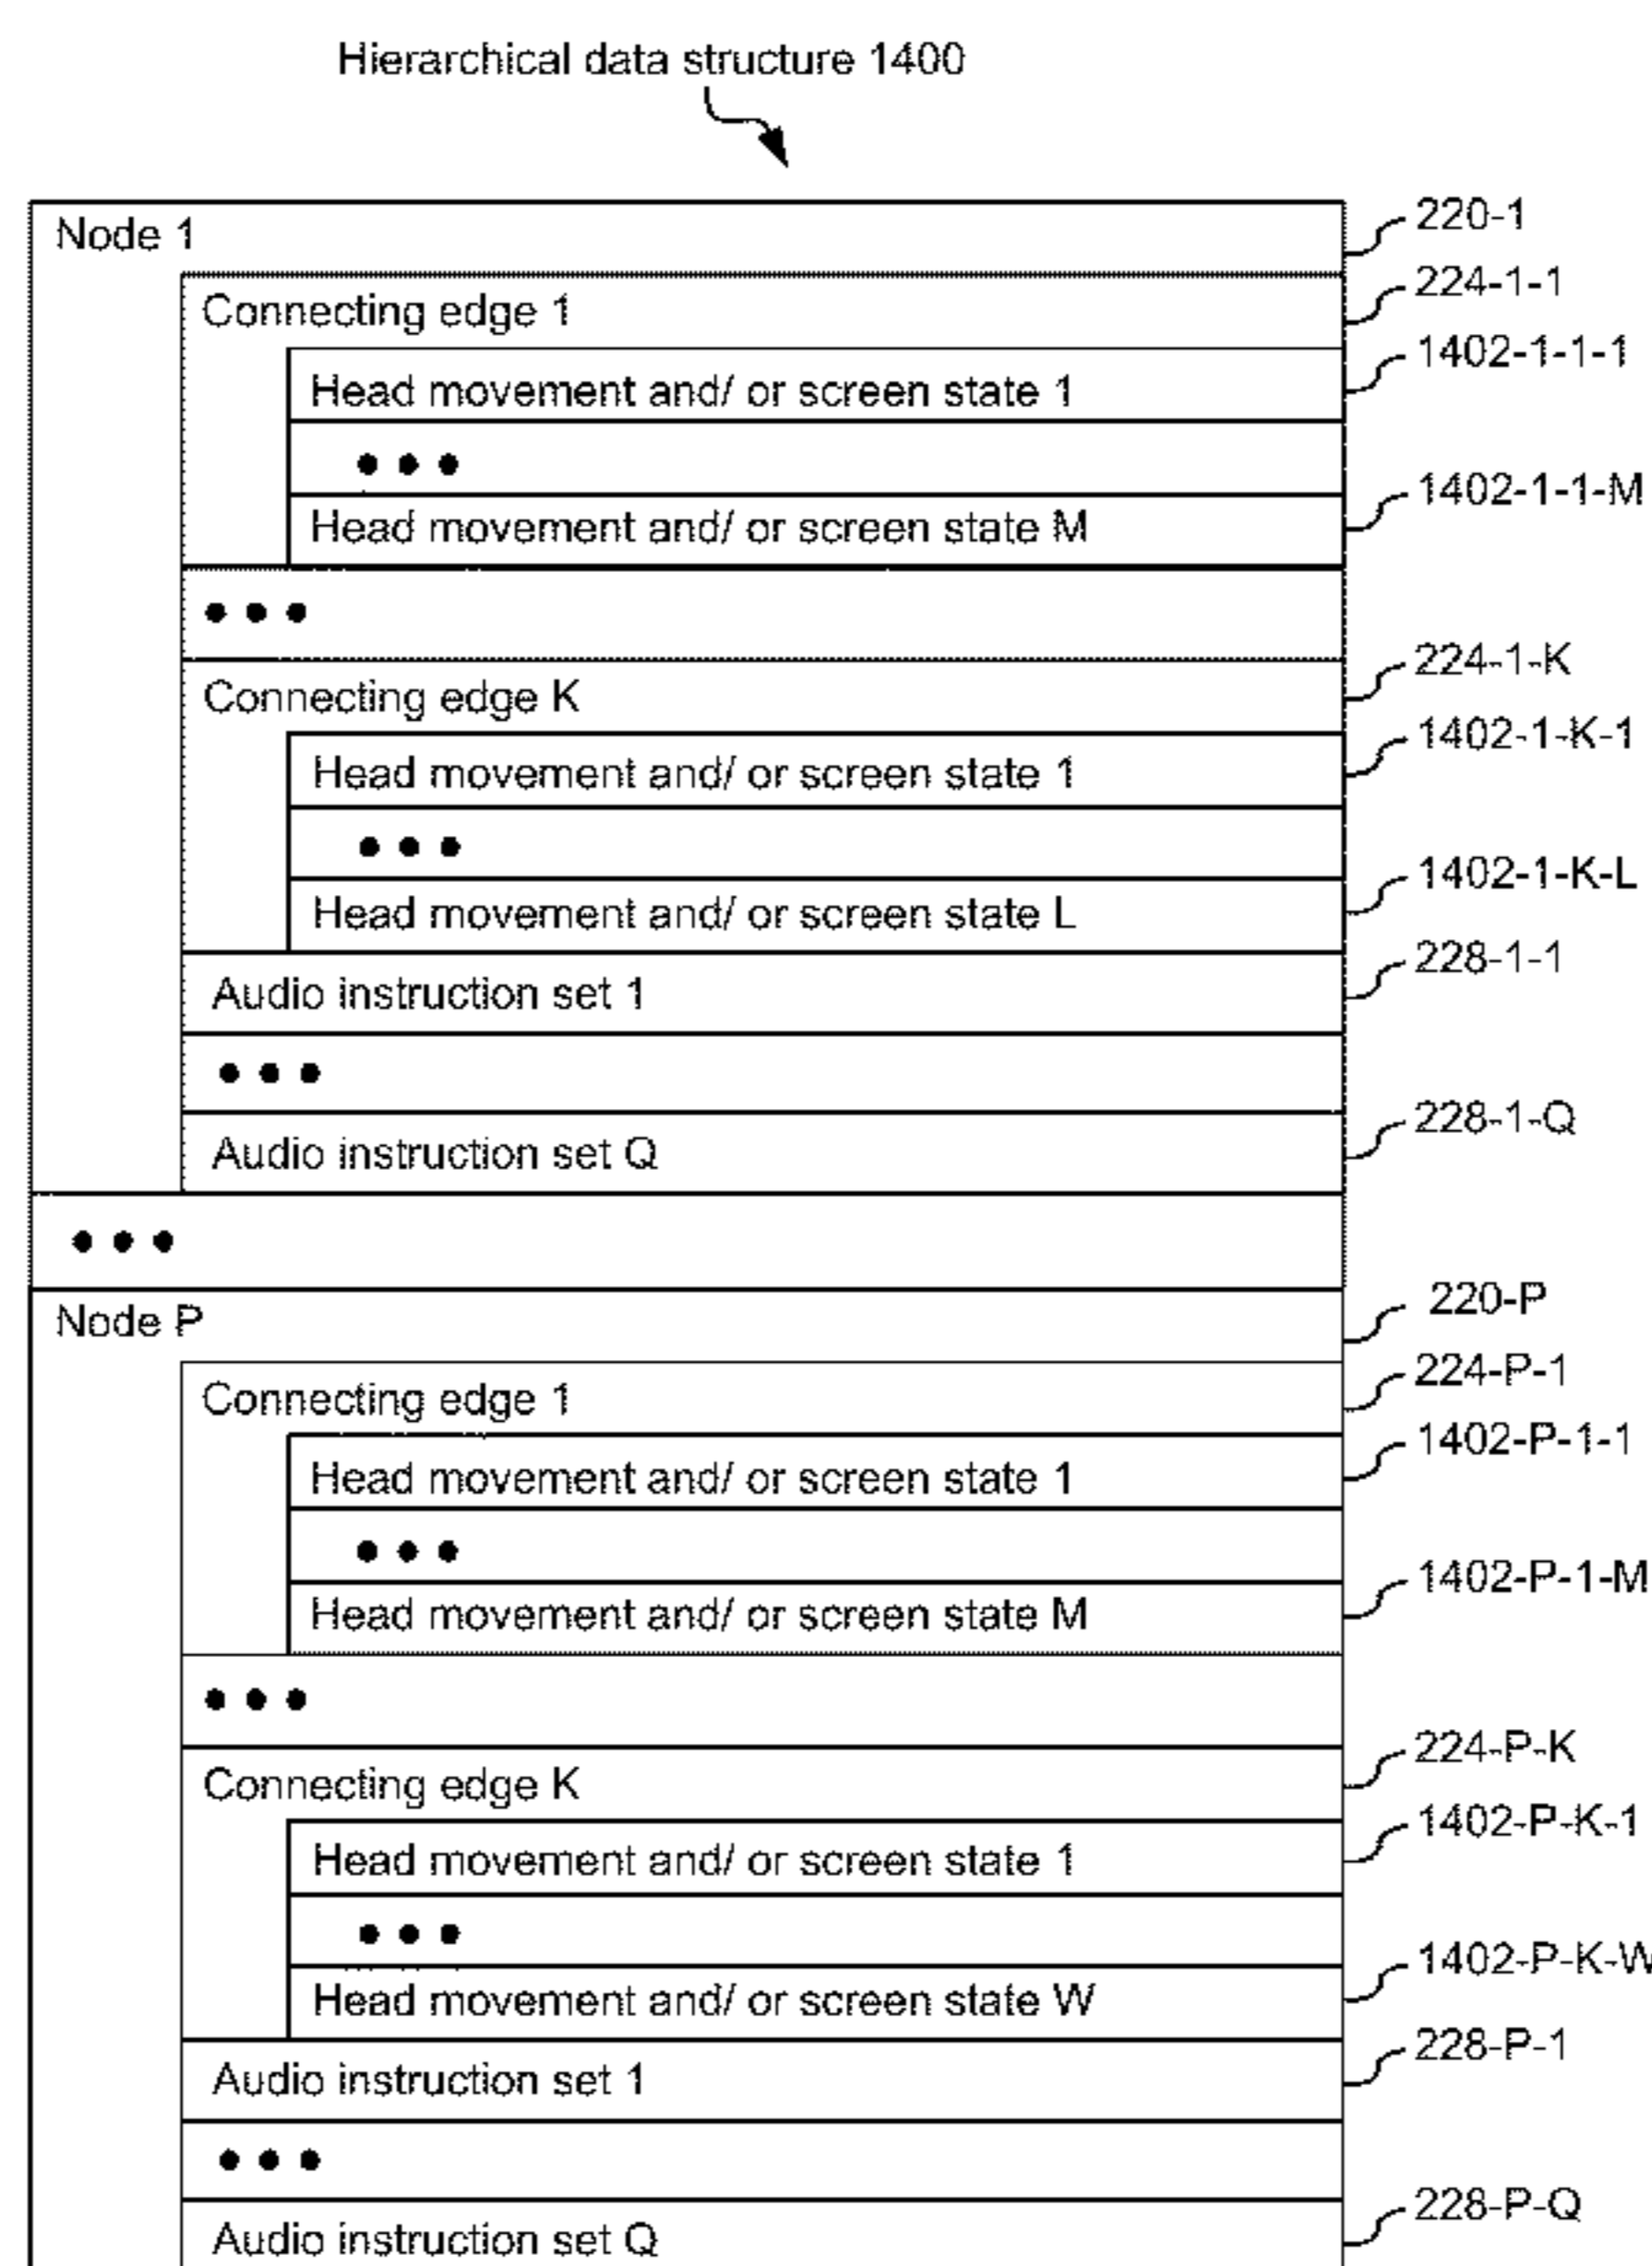 Hierarchical data structure 1400
Node 1
220-1
Connecting edge 1
224-1-1
Head movement and/ or screen state 1
1402-1-1-1
• • •
Head movement and/ or screen state M
1402-1-1-M
• • •
Connecting edge K
224-1-K
Head movement and/ or screen state 1
1402-1-K-1
• • •
Head movement and/ or screen state L
1402-1-K-L
Audio instruction set 1
228-1-1
• • •
Audio instruction set Q
228-1-Q
• • •
Node P
220-P
Connecting edge 1
224-P-1
Head movement and/ or screen state 1
1402-P-1-1
• • •
Head movement and/ or screen state M
1402-P-1-M
• • •
Connecting edge K
224-P-K
Head movement and/ or screen state 1
1402-P-K-1
• • •
Head movement and/ or screen state W
1402-P-K-W
Audio instruction set 1
228-P-1
• • •
Audio instruction set Q
228-P-Q